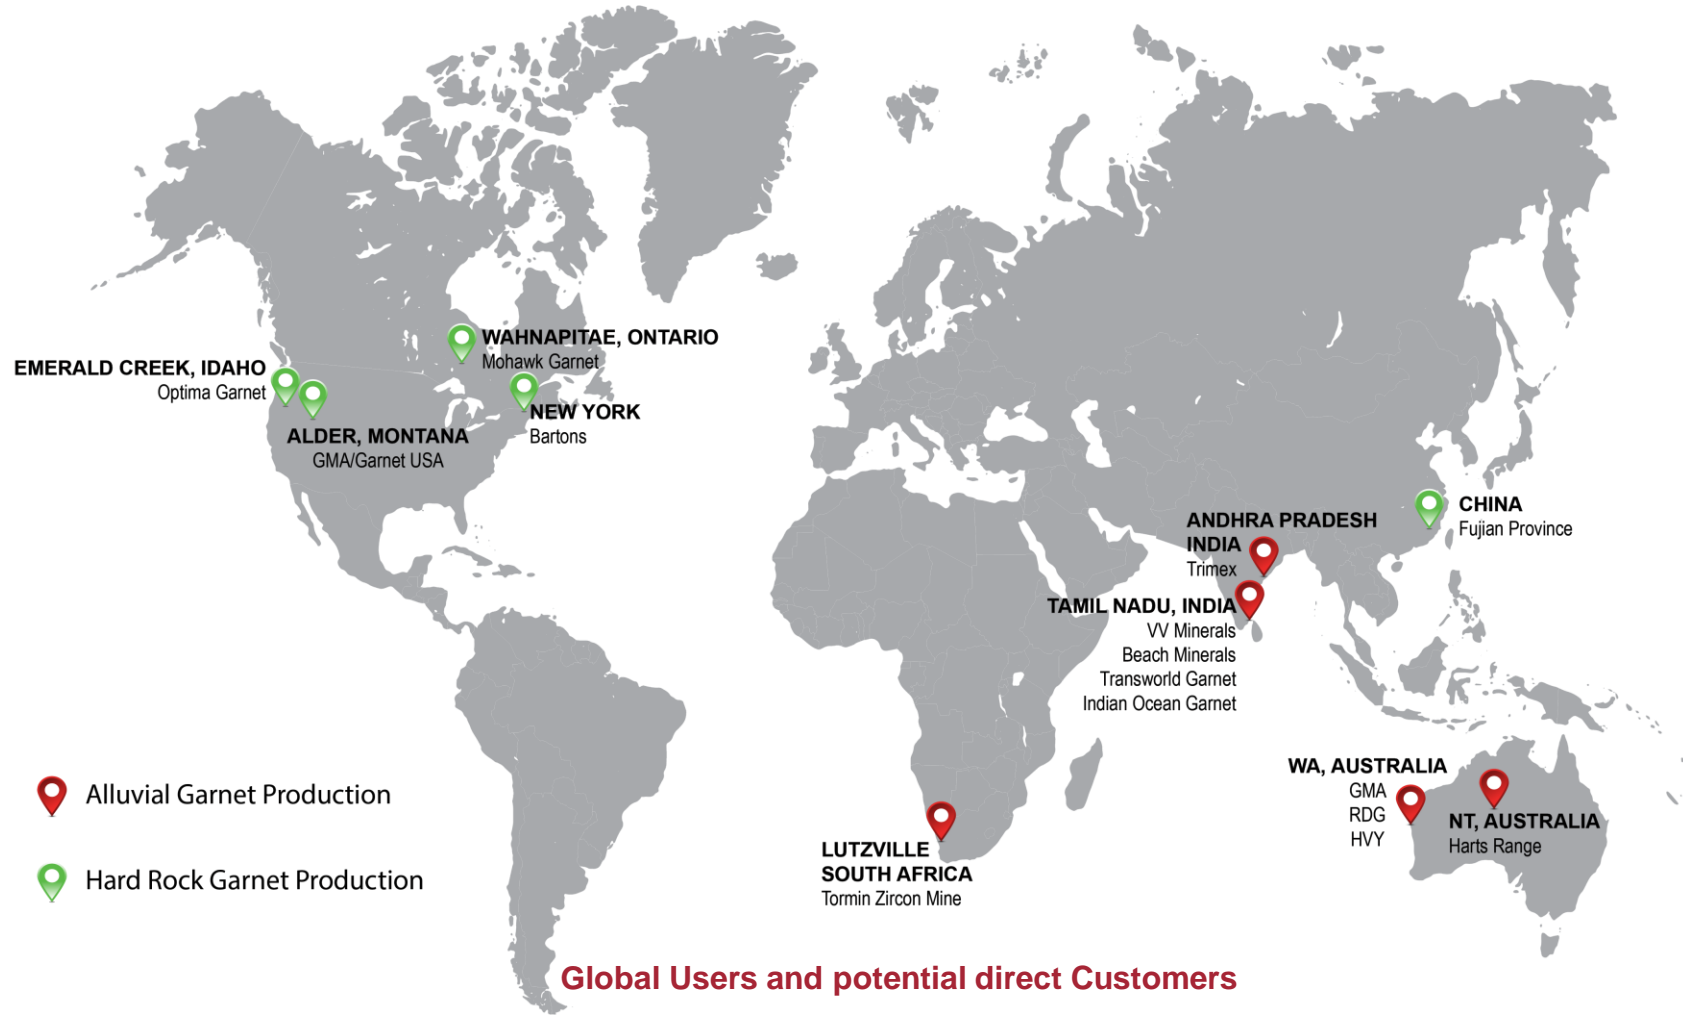 WAHNAPITAE, ONTARIO
Mohawk Garnet
EMERALD CREEK, IDAHO
Optima Garnet
NEW YORK
Bartons
ALDER, MONTANA
GMA/Garnet USA
CHINA
Fujian Province
ANDHRA PRADESH
INDIA
Trimex
TAMIL NADU, INDIA
VV Minerals
Beach Minerals
Transworld Garnet
Indian Ocean Garnet
WA, AUSTRALIA
GMA
RDG
HVY
NT, AUSTRALIA
Harts Range
LUTZVILLE
SOUTH AFRICA
Tormin Zircon Mine
Alluvial Garnet Production
Hard Rock Garnet Production
Global Users and potential direct Customers